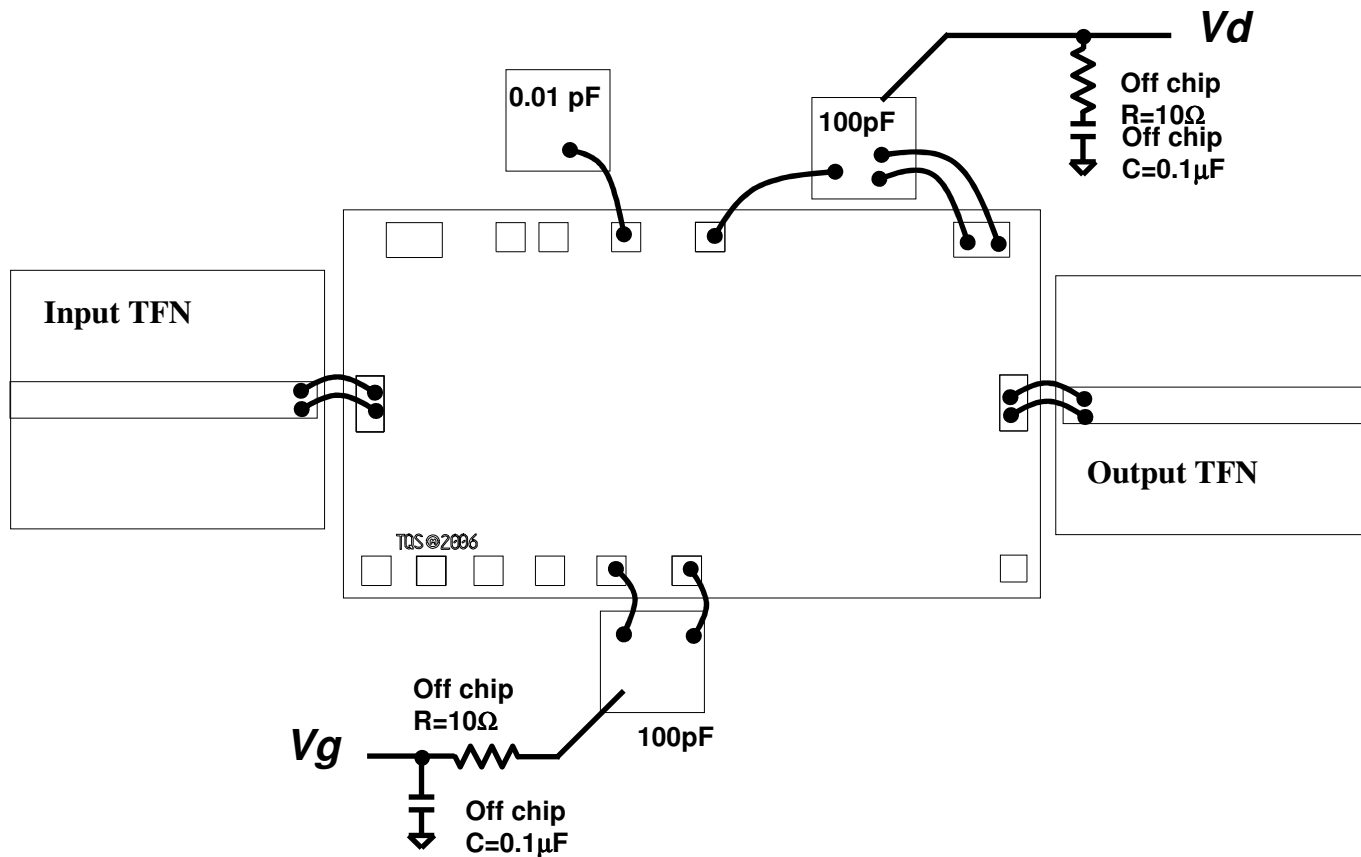 Vd
0.01 pF
100pF
Off chip
R=10Ω
Off chip
C=0.1μF
Input TFN
Output TFN
TQS©2006
Off chip
R=10Ω
100pF
Vg
Off chip
C=0.1μF